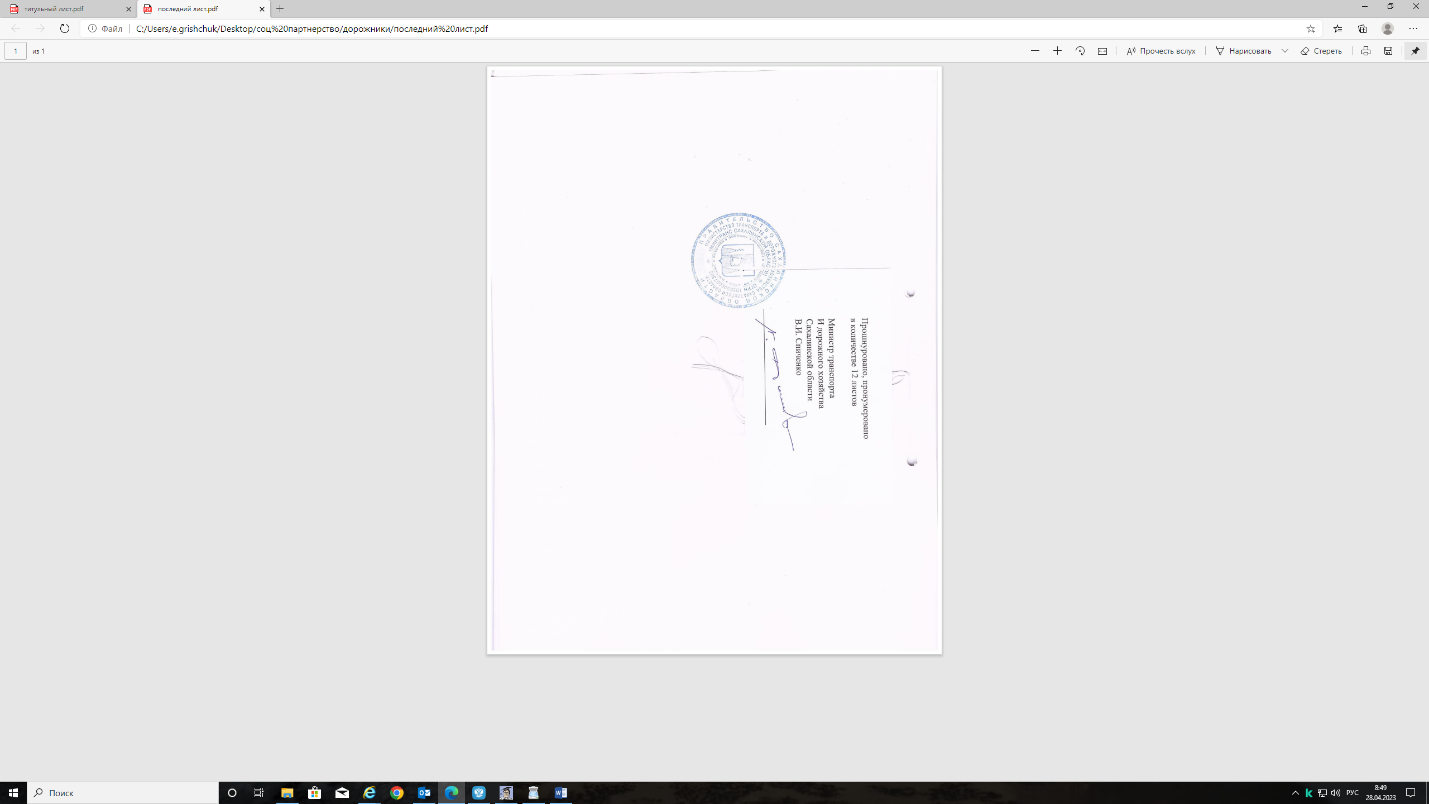 титульный лист.pdf
последний лист.pdf
Файл
C:/Users/e.grishchuk/Desktop/соц%20партнерство/дорожники/последний%20лист.pdf
1 из 1
Прочесть вслух
Нарисовать
Стереть
Прошнуровано, пронумеровано
в количестве 12 листов
Министр транспорта
И дорожного хозяйства
Сахалинской области
В.И. Спиченко
Поиск
РУС
8:49
28.04.2023